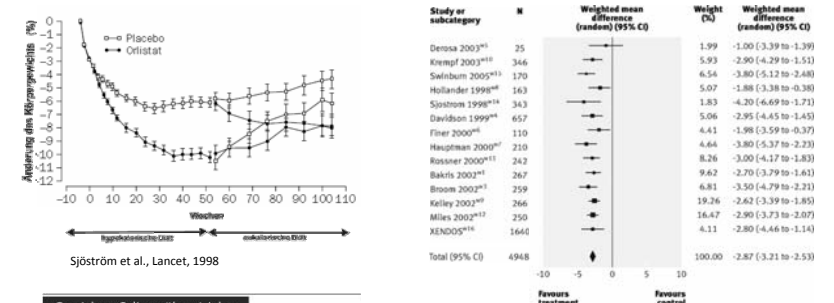 Änderung des Körpergewichts (%)
0
-1
-2
-3
-4
-5
-6
-7
-8
-9
-10
-11
-12
Placebo
Orlistat
-10 0 10 20 30 40 50 60 70 80 90 100 110
Wochen
hypokalorische Diät
eukalorische Diät
Sjöström et al., Lancet, 1998
Study or subcategory N Weighted mean difference (random) (95% CI) Weight (%) Weighted mean difference (random) (95% CI)
Derosa 2003 25 1.99 -1.00 (-3.39 to -1.39)
Krempf 2003 346 5.93 -2.90 (-4.29 to -1.51)
Swinburn 2005 170 6.54 -3.80 (-5.12 to -2.48)
Hollander 1998 163 5.07 -1.88 (-3.38 to -0.38)
Sjostrom 1998 343 1.83 -4.20 (-6.69 to -1.71)
Davidson 1999 657 5.06 -2.95 (-4.45 to -1.45)
Finer 2000 110 4.41 -1.98 (-3.59 to -0.37)
Hauptman 2000 210 4.64 -3.80 (-5.37 to -2.23)
Rossner 2000 242 8.26 -3.00 (-4.17 to -1.83)
Bakris 2002 267 9.62 -2.70 (-3.79 to -1.61)
Broom 2002 259 6.81 -3.50 (-4.79 to -2.21)
Kelley 2002 266 19.26 -2.62 (-3.39 to -1.85)
Miles 2002 250 16.47 -2.90 (-3.73 to -2.07)
XENDOS 1640 4.11 -2.80 (-4.46 to -1.14)
Total (95% CI) 4948 100.00 -2.87 (-3.21 to -2.53)
-10 -5 0 5 10
Favours treatment
Favours control